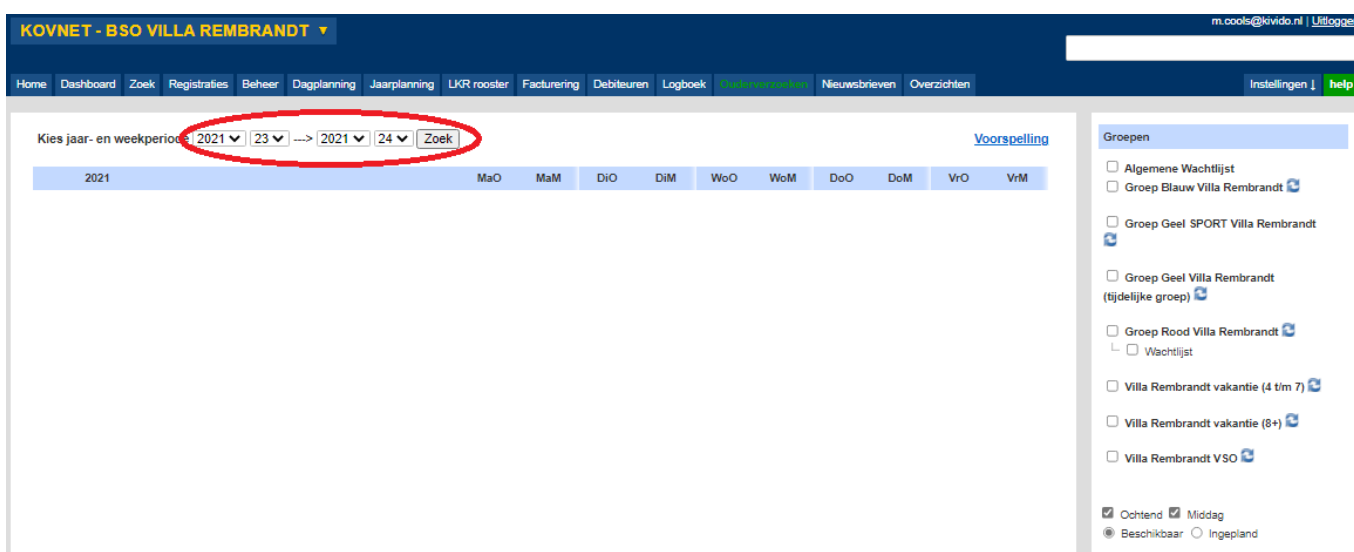 KOVNET - BSO VILLA REMBRANDT ▼
m.cools@kivido.nl | Uitlogge
Home Dashboard Zoek Registraties Beheer Dagplanning Jaarplanning LKR rooster Facturering Debiteuren Logboek Ouderverzoeken Nieuwsbrieven Overzichten Instellingen ↓ help
Kies jaar- en weekperiode 2021 23 ---> 2021 24 Zoek
Voorspelling
2021 MaO MaM DiO DiM WoO WoM DoO DoM VrO VrM
Groepen
Algemene Wachtlijst
Groep Blauw Villa Rembrandt
Groep Geel SPORT Villa Rembrandt
Groep Geel Villa Rembrandt
(tijdelijke groep)
Groep Rood Villa Rembrandt
Wachtlijst
Villa Rembrandt vakantie (4 t/m 7)
Villa Rembrandt vakantie (8+)
Villa Rembrandt VSO
Ochtend Middag
Beschikbaar Ingepland